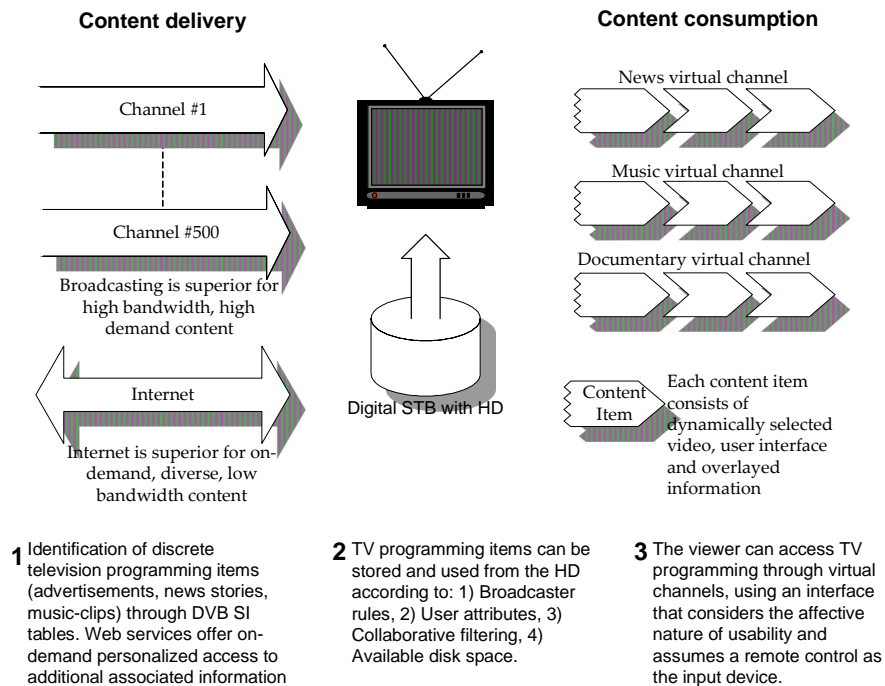 Content delivery
Channel #1
Channel #500
Broadcasting is superior for
high bandwidth, high
demand content
Internet
Internet is superior for on-
demand, diverse, low
bandwidth content
Digital STB with HD
Content consumption
News virtual channel
Music virtual channel
Documentary virtual channel
Content
Item
Each content item
consists of
dynamically selected
video, user interface
and overlayed
information
1 Identification of discrete
television programming items
(advertisements, news stories,
music-clips) through DVB SI
tables. Web services offer on-
demand personalized access to
additional associated information
2 TV programming items can be
stored and used from the HD
according to: 1) Broadcaster
rules, 2) User attributes, 3)
Collaborative filtering, 4)
Available disk space.
3 The viewer can access TV
programming through virtual
channels, using an interface
that considers the affective
nature of usability and
assumes a remote control as
the input device.